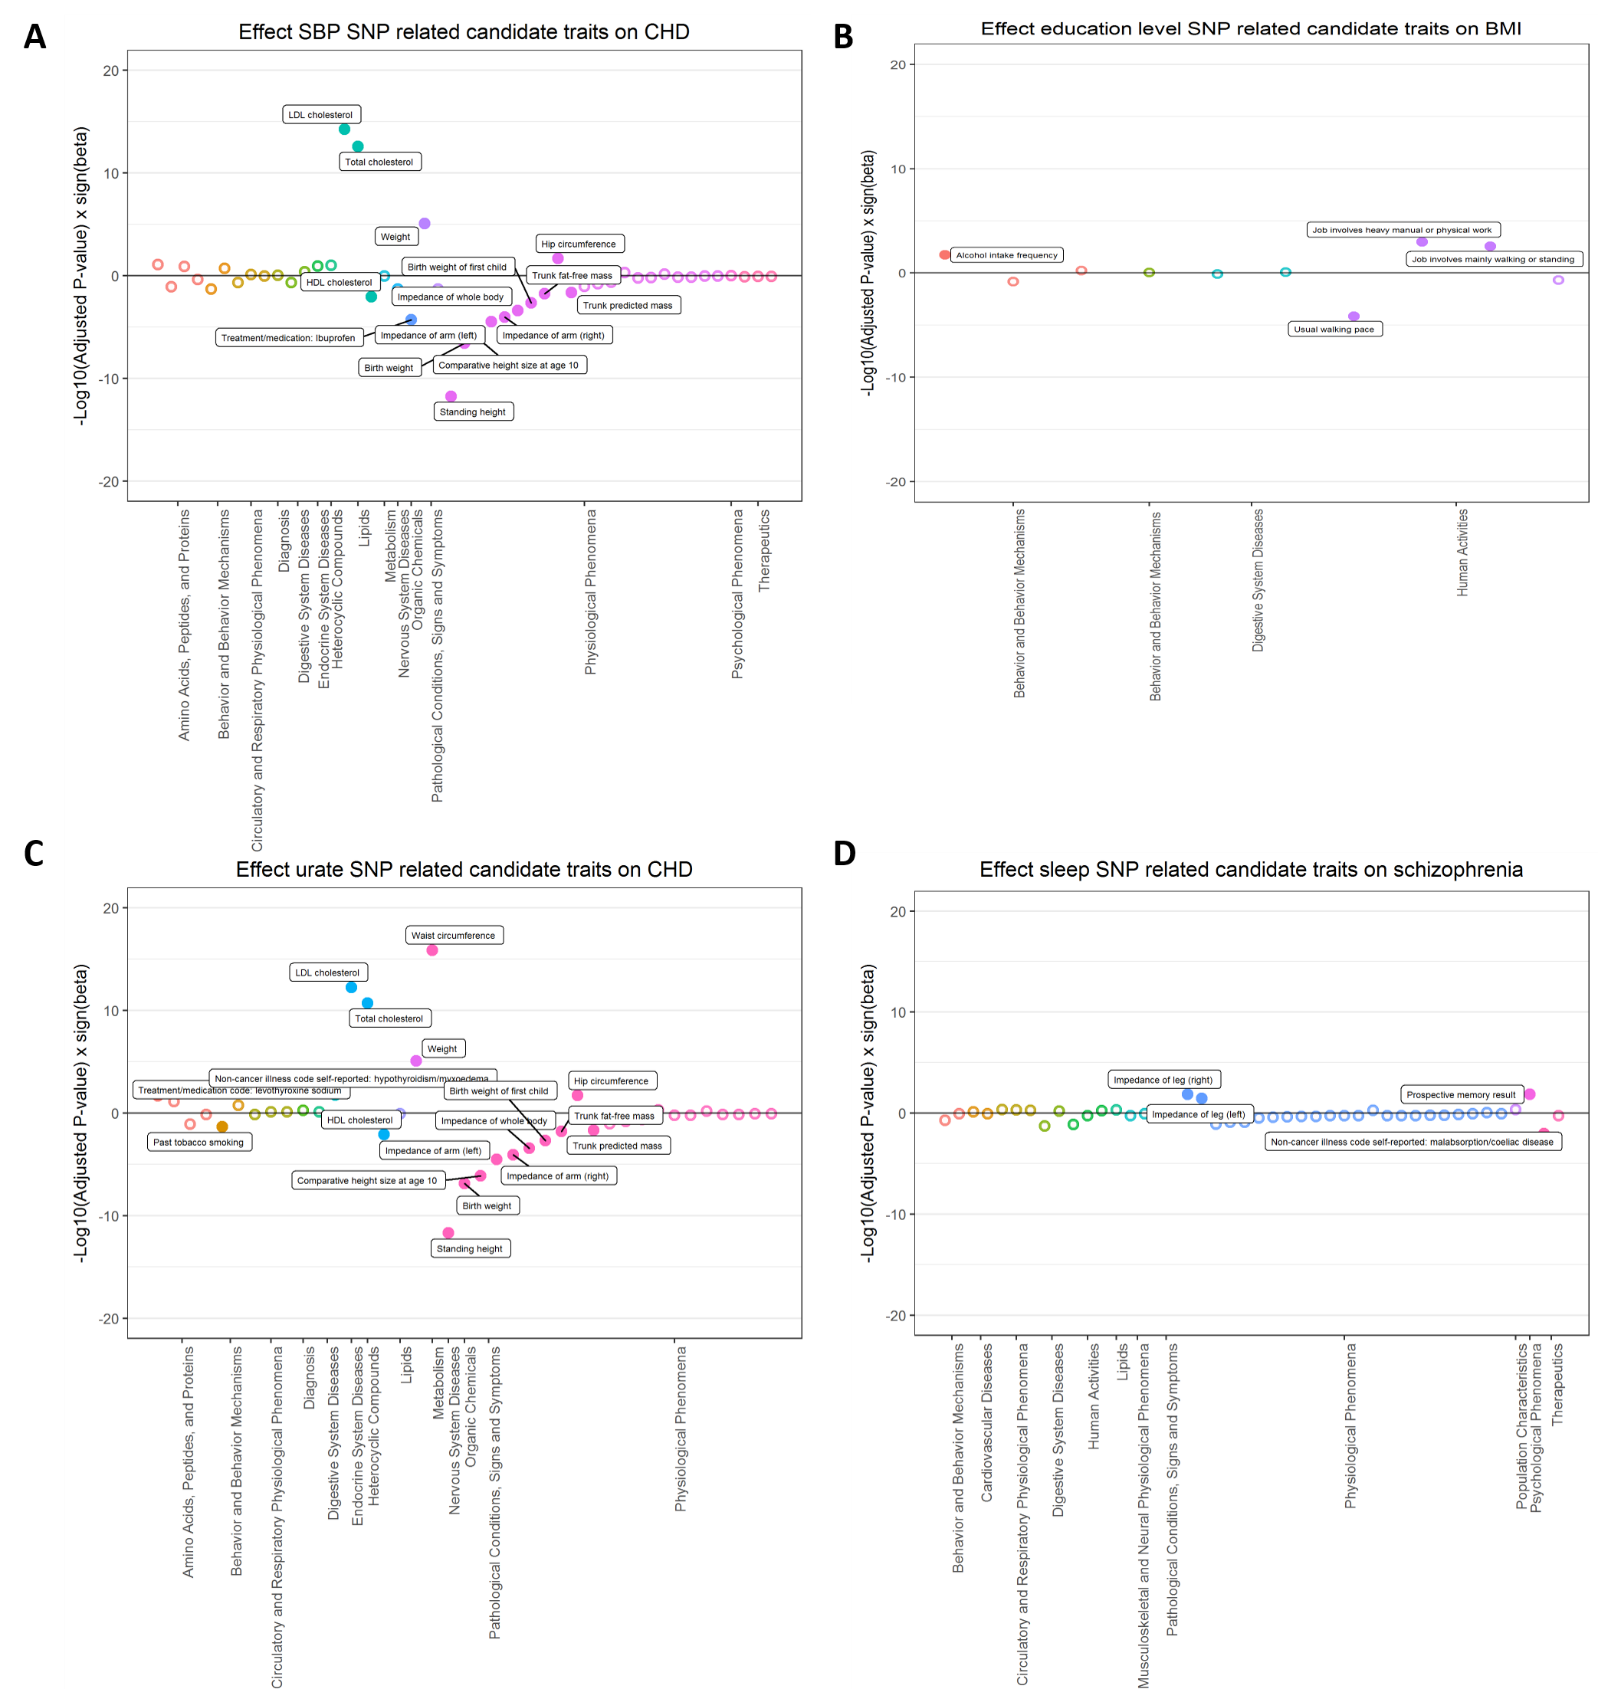 A
Effect SBP SNP related candidate traits on CHD
-Log10(Adjusted P-value) x sign(beta)
20
10
0
-10
-20
LDL cholesterol
Total cholesterol
Weight
Hip circumference
Birth weight of first child
Trunk fat-free mass
HDL cholesterol
Impedance of whole body
Trunk predicted mass
Treatment/medication: Ibuprofen
Impedance of arm (left)
Impedance of arm (right)
Birth weight
Comparative height size at age 10
Standing height
Amino Acids, Peptides, and Proteins
Behavior and Behavior Mechanisms
Circulatory and Respiratory Physiological Phenomena
Diagnosis
Digestive System Diseases
Endocrine System Diseases
Heterocyclic Compounds
Lipids
Metabolism
Nervous System Diseases
Organic Chemicals
Pathological Conditions, Signs and Symptoms
Physiological Phenomena
Psychological Phenomena
Therapeutics
B
Effect education level SNP related candidate traits on BMI
-Log10(Adjusted P-value) x sign(beta)
20
10
0
-10
-20
Job involves heavy manual or physical work
Alcohol intake frequency
Job involves mainly walking or standing
Usual walking pace
Behavior and Behavior Mechanisms
Behavior and Behavior Mechanisms
Digestive System Diseases
Human Activities
C
Effect urate SNP related candidate traits on CHD
-Log10(Adjusted P-value) x sign(beta)
20
10
0
-10
-20
Waist circumference
LDL cholesterol
Total cholesterol
Weight
Non-cancer illness code self-reported: hypothyroidism/myxoedema
Hip circumference
Treatment/medication code: levothyroxine sodium
Birth weight of first child
Trunk fat-free mass
HDL cholesterol
Impedance of whole body
Past tobacco smoking
Trunk predicted mass
Impedance of arm (left)
Comparative height size at age 10
Impedance of arm (right)
Birth weight
Standing height
Amino Acids, Peptides, and Proteins
Behavior and Behavior Mechanisms
Circulatory and Respiratory Physiological Phenomena
Diagnosis
Digestive System Diseases
Endocrine System Diseases
Heterocyclic Compounds
Lipids
Metabolism
Nervous System Diseases
Organic Chemicals
Pathological Conditions, Signs and Symptoms
Physiological Phenomena
D
Effect sleep SNP related candidate traits on schizophrenia
-Log10(Adjusted P-value) x sign(beta)
20
10
0
-10
-20
Impedance of leg (right)
Prospective memory result
Impedance of leg (left)
Non-cancer illness code self-reported: malabsorption/coeliac disease
Behavior and Behavior Mechanisms
Cardiovascular Diseases
Circulatory and Respiratory Physiological Phenomena
Digestive System Diseases
Human Activities
Lipids
Musculoskeletal and Neural Physiological Phenomena
Pathological Conditions, Signs and Symptoms
Physiological Phenomena
Population Characteristics
Psychological Phenomena
Therapeutics